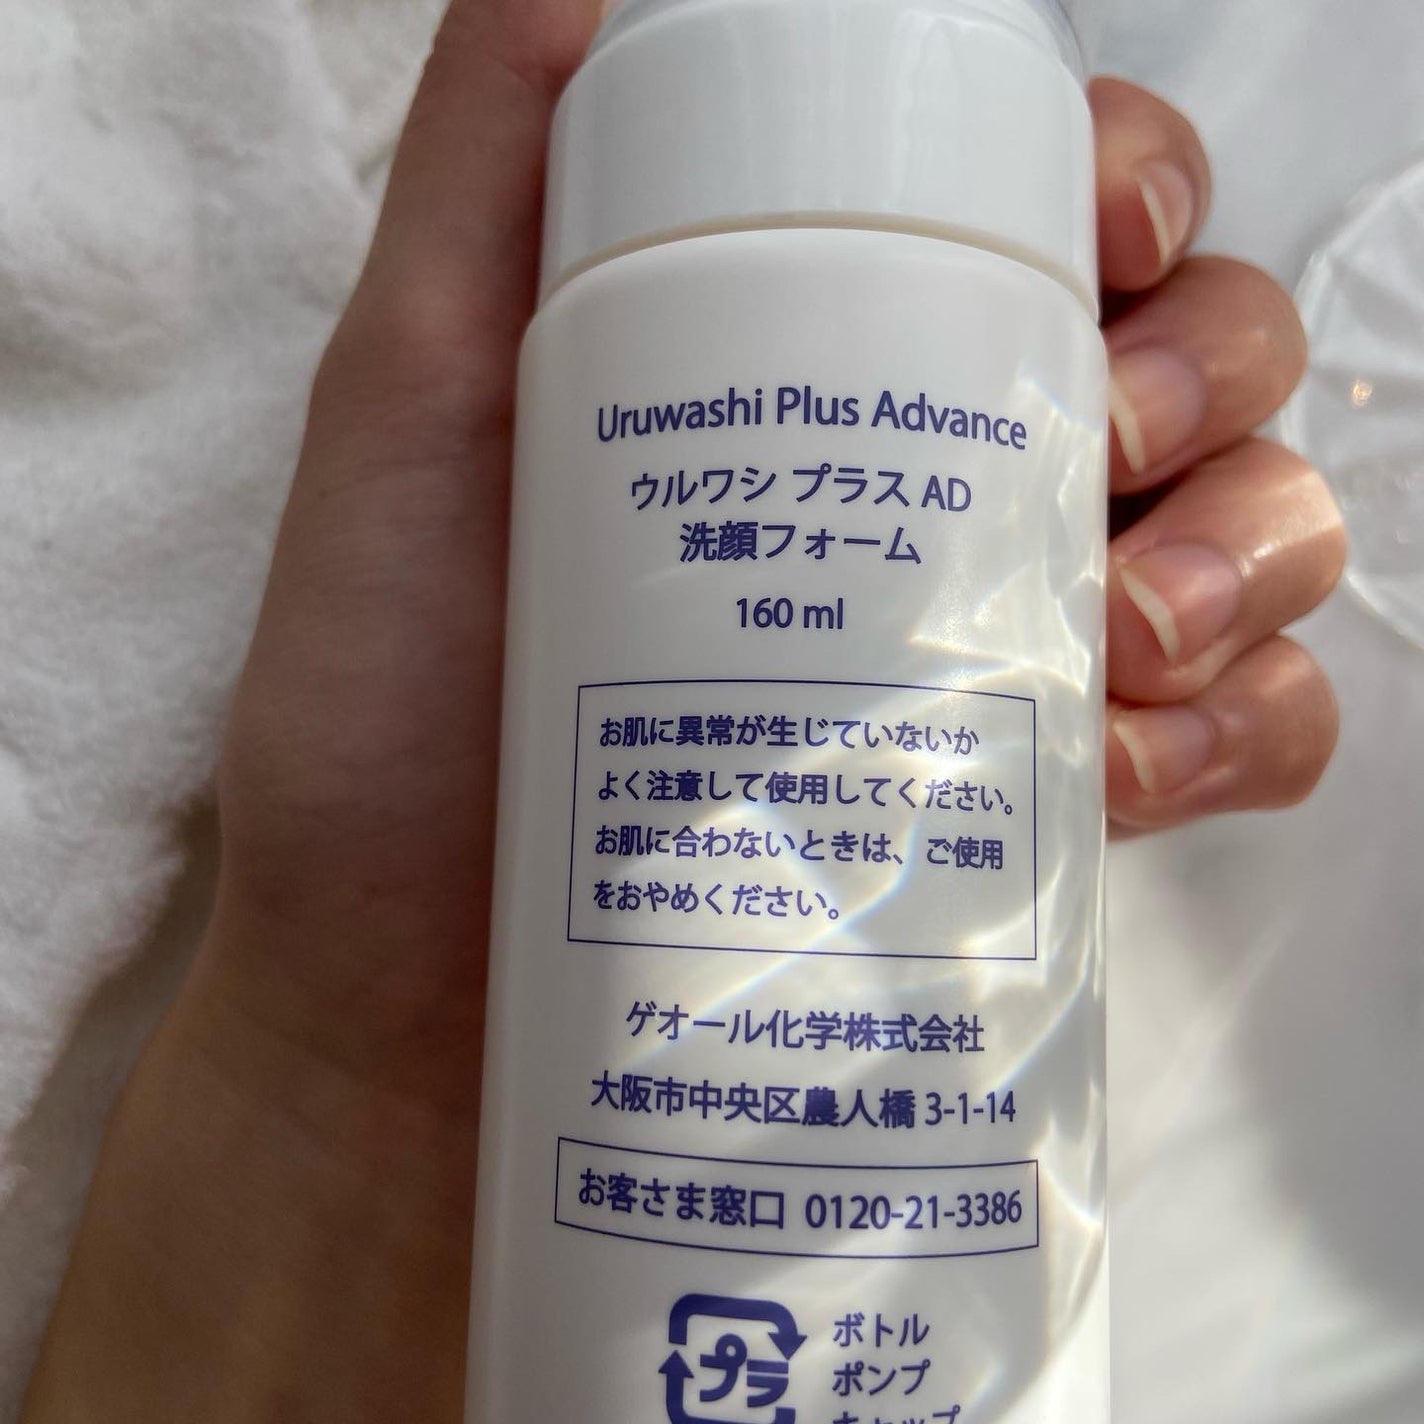 Uruwashi Plus Advance
ウルワシ プラス AD
洗顔フォーム
160 ml
お肌に異常が生じていないか
よく注意して使用してください。
お肌に合わないときは、ご使用
をおやめください。
ゲオール化学株式会社
大阪市中央区農人橋 3-1-14
お客さま窓口 0120-21-3386
プラ
ボトル
ポンプ
キャップ